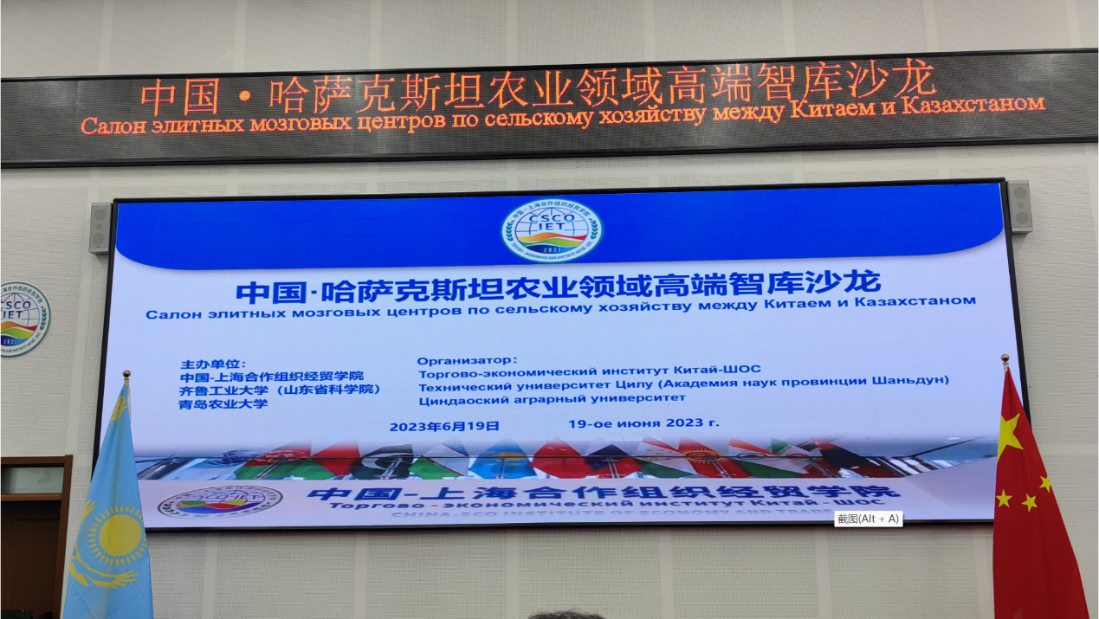 中国·哈萨克斯坦农业领域高端智库沙龙
Салон элитных мозговых центров по сельскому хозяйству между Китаем и Казахстаном
CSCO
IET
2021
中国·哈萨克斯坦农业领域高端智库沙龙
Салон элитных мозговых центров по сельскому хозяйству между Китаем и Казахстаном
主办单位：
中国-上海合作组织经贸学院
齐鲁工业大学（山东省科学院）
青岛农业大学
Организатор:
Торгово-экономический институт Китай-ШОС
Технический университет Цилу (Академия наук провинции Шаньдун)
Циндаоский аграрный университет
2023年6月19日
19-ое июня 2023 г.
CSCO
IET
中国-上海合作组织经贸学院
Торгово - экономический институт Китай - ШОС
CHINA-SCO INSTITUTE OF ECONOMY AND TRADE
截图(Alt + A)